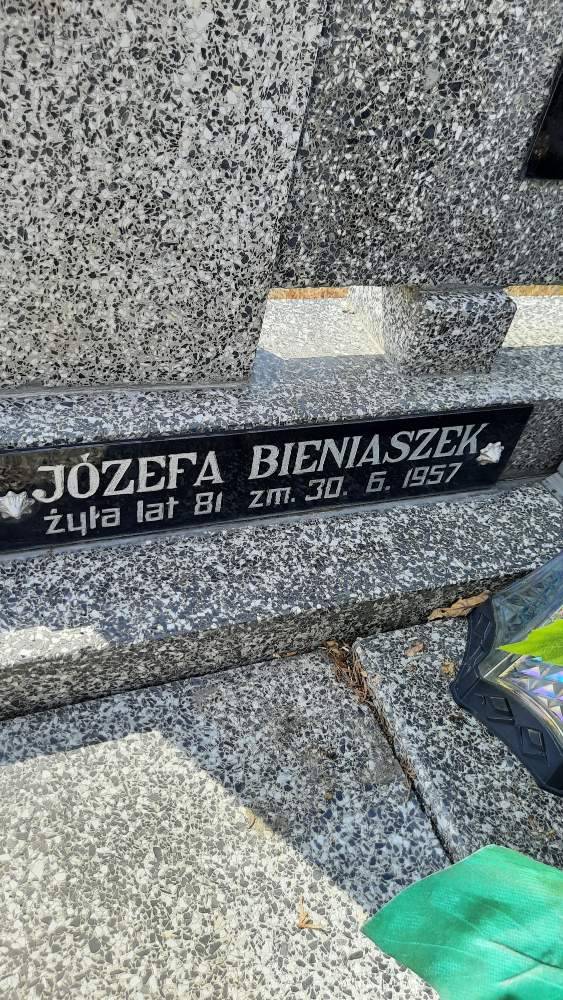 JÓZEFA BIENIASZEK
żyła lat 81 zm. 30. 6. 1957